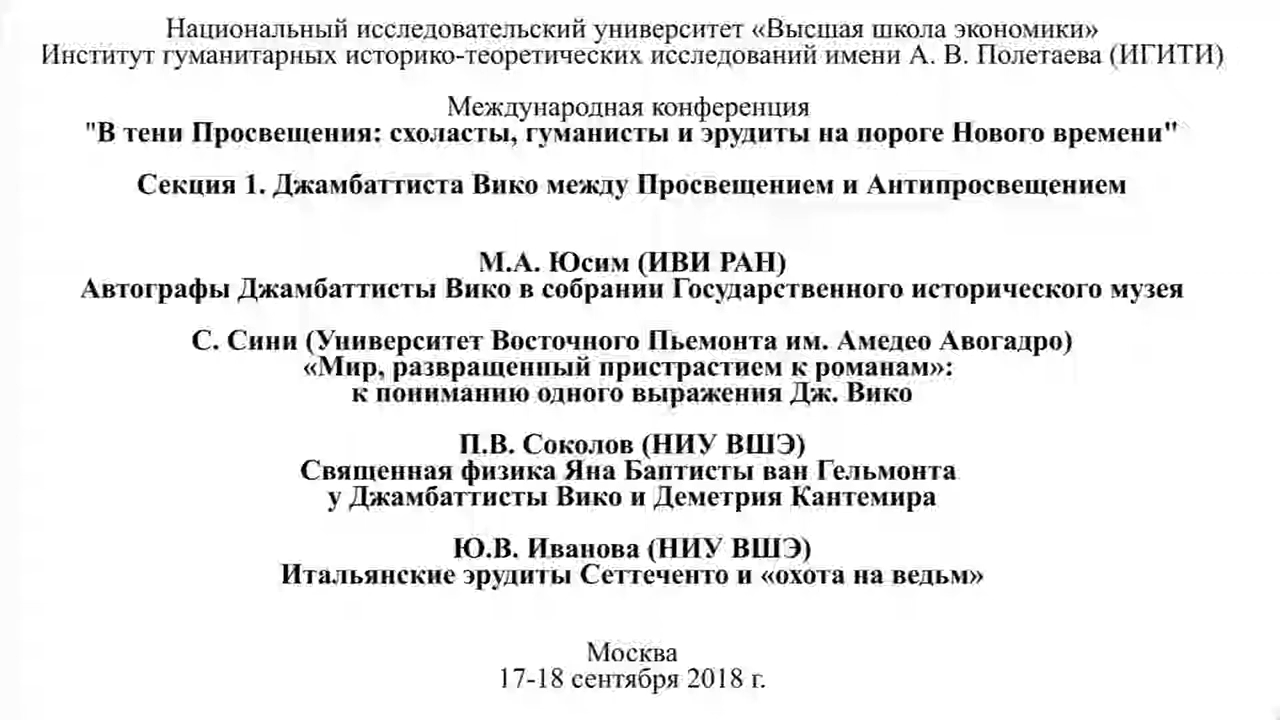 Национальный исследовательский университет «Высшая школа экономики»
Институт гуманитарных историко-теоретических исследований имени А. В. Полетаева (ИГИТИ)
Международная конференция
"В тени Просвещения: схоласты, гуманисты и эрудиты на пороге Нового времени"
Секция 1. Джамбаттиста Вико между Просвещением и Антипросвещением
М.А. Юсим (ИВИ РАН)
Автографы Джамбаттисты Вико в собрании Государственного исторического музея
С. Сини (Университет Восточного Пьемонта им. Амедео Авогадро)
«Мир, развращенный пристрастием к романам»:
к пониманию одного выражения Дж. Вико
П.В. Соколов (НИУ ВШЭ)
Священная физика Яна Баптисты ван Гельмонта
у Джамбаттисты Вико и Деметрия Кантемира
Ю.В. Иванова (НИУ ВШЭ)
Итальянские эрудиты Сеттеченто и «охота на ведьм»
Москва
17-18 сентября 2018 г.